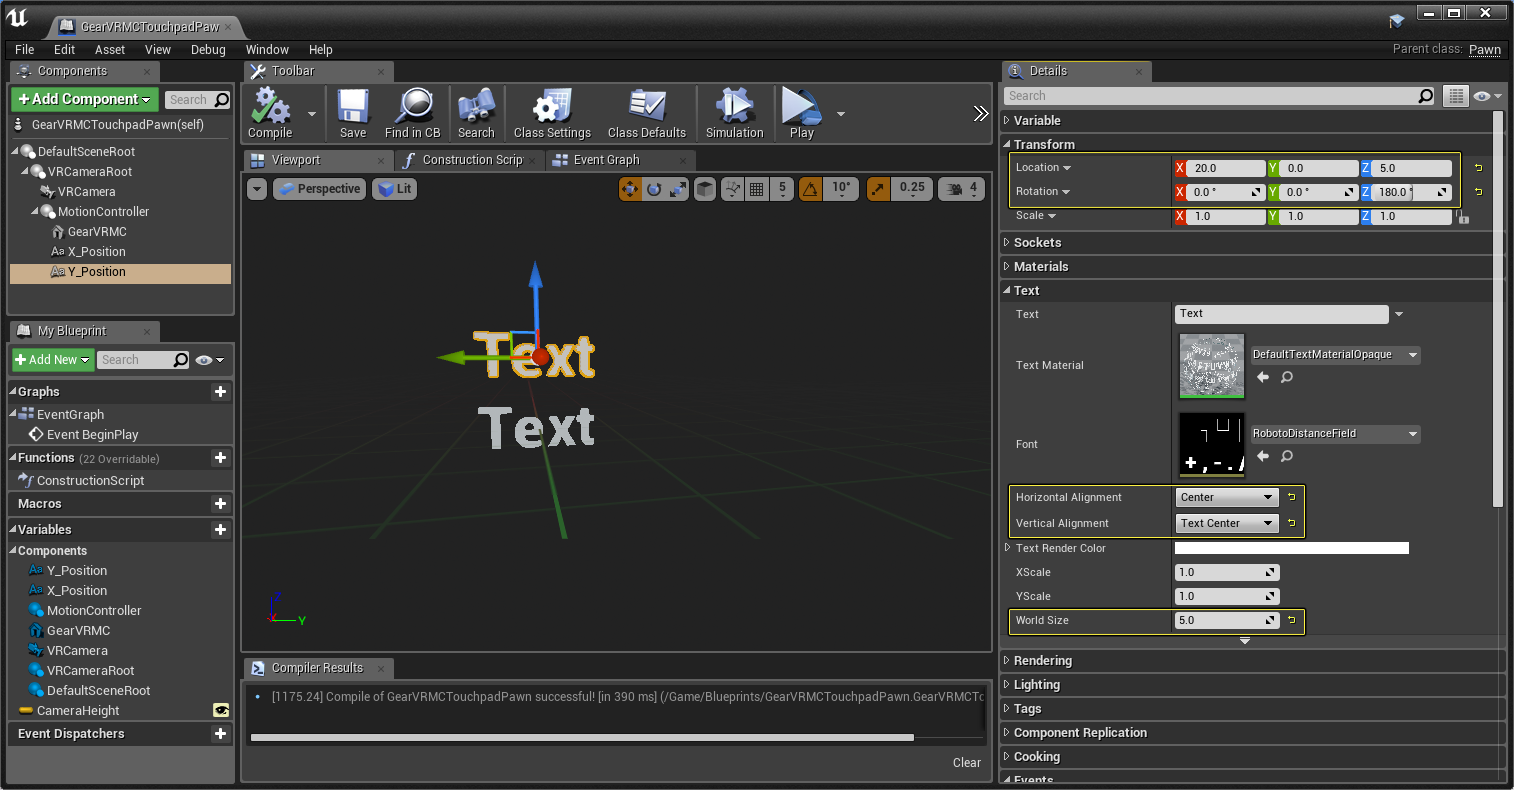 GearVRMCTouchpadPaw
File Edit Asset View Debug Window Help
Parent class: Pawn
Components
+ Add Component
Search
GearVRMCTouchpadPawn(self)
DefaultSceneRoot
VRCameraRoot
VRCamera
MotionController
GearVRMC
Aa X_Position
Aa Y_Position
My Blueprint
+ Add New
Search
Graphs
EventGraph
Event BeginPlay
Functions (22 Overridable)
ConstructionScript
Macros
Variables
Components
Aa Y_Position
Aa X_Position
MotionController
GearVRMC
VRCamera
VRCameraRoot
DefaultSceneRoot
CameraHeight
Event Dispatchers
Toolbar
Compile Save Find in CB Search Class Settings Class Defaults Simulation Play
Viewport Construction Scrip Event Graph
Perspective Lit 5 10° 0.25 4
Text
Text
Z
X Y
Compiler Results
[1175.24] Compile of GearVRMCTouchpadPawn successful! [in 390 ms] (/Game/Blueprints/GearVRMCTouchpadPawn.GearVRMCTo
Clear
Details
Search
Variable
Transform
Location X 20.0 Y 0.0 Z 5.0
Rotation X 0.0 ° Y 0.0 ° Z 180.0 °
Scale X 1.0 Y 1.0 Z 1.0
Sockets
Materials
Text
Text Text
Text Material DefaultTextMaterialOpaque
Font RobotoDistanceField
Horizontal Alignment Center
Vertical Alignment Text Center
Text Render Color
XScale 1.0
YScale 1.0
World Size 5.0
Rendering
Lighting
Tags
Component Replication
Cooking
Events